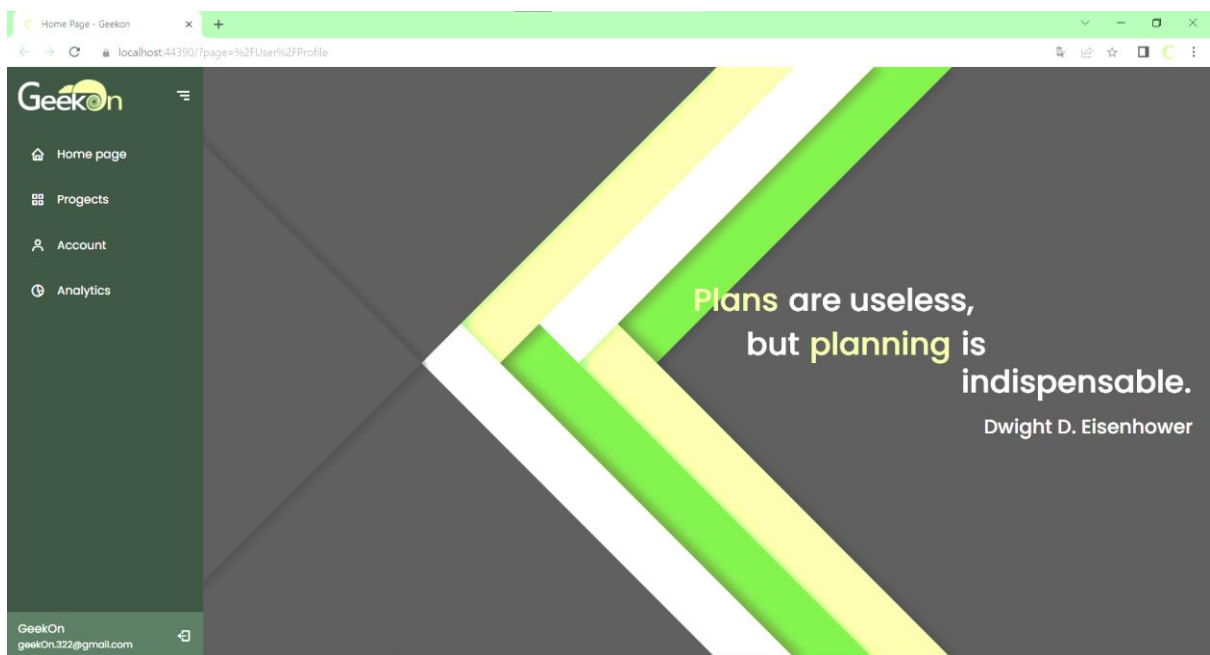 Home Page - Geekon
localhost:44390/?page=%2FUser%2FProfile
GeekOn
Home page
Progects
Account
Analytics
Plans are useless,
but planning is
indispensable.
Dwight D. Eisenhower
GeekOn
geekOn.322@gmail.com